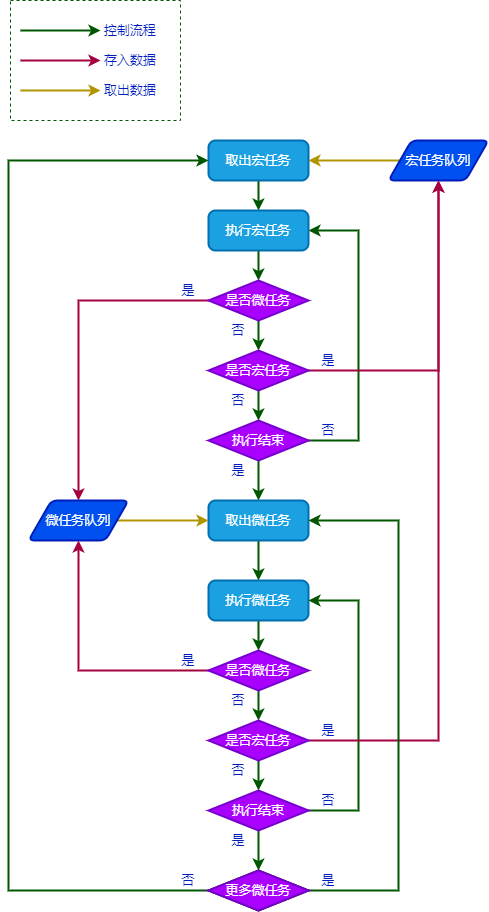 控制流程
存入数据
取出数据
取出宏任务
宏任务队列
执行宏任务
是
是否微任务
否
是
是否宏任务
否
否
执行结束
是
微任务队列
取出微任务
执行微任务
是
是否微任务
否
是
是否宏任务
否
否
执行结束
是
否
更多微任务
是